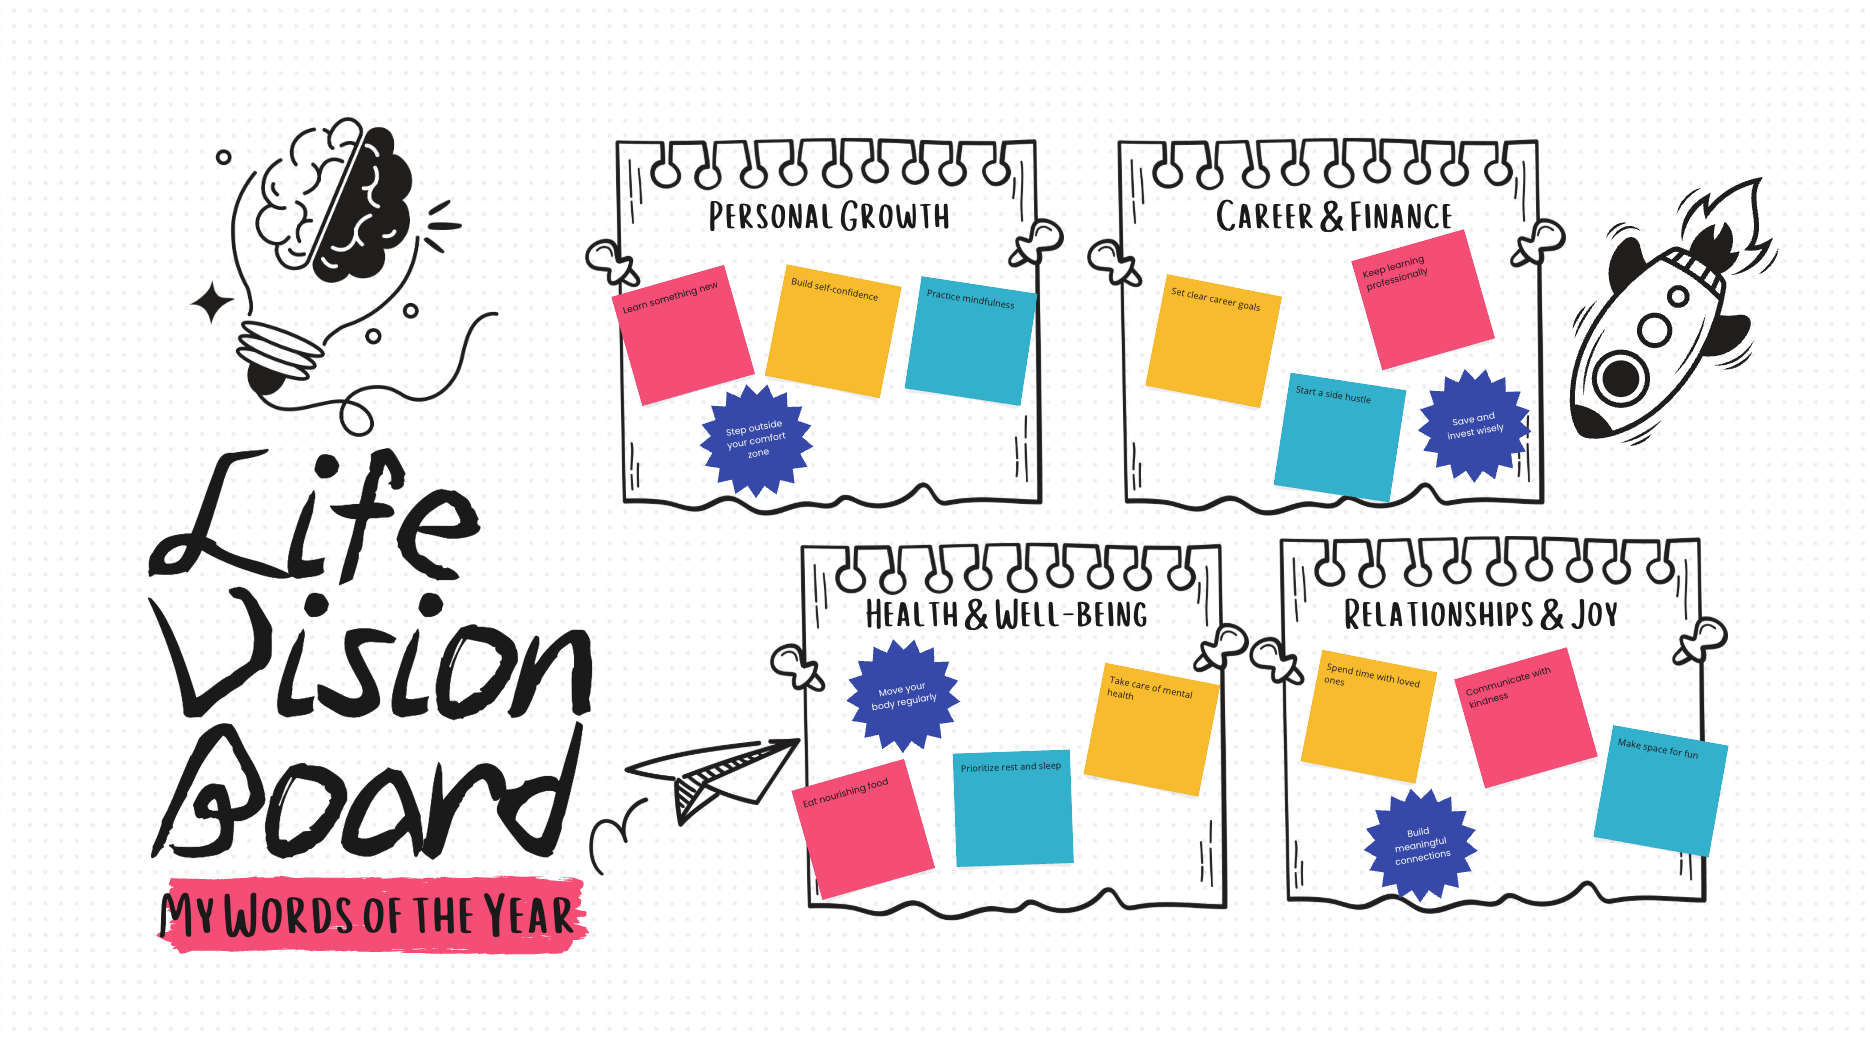 Life
Vision
Board
My Words of the Year
Personal Growth
Learn something new
Build self-confidence
Practice mindfulness
Step outside
your comfort
zone
Career & Finance
Set clear career goals
Keep learning
professionally
Start a side hustle
Save and
invest wisely
Health & Well-being
Move your
body regularly
Take care of mental
health
Eat nourishing food
Prioritize rest and sleep
Relationships & Joy
Spend time with loved
ones
Communicate with
kindness
Make space for fun
Build
meaningful
connections